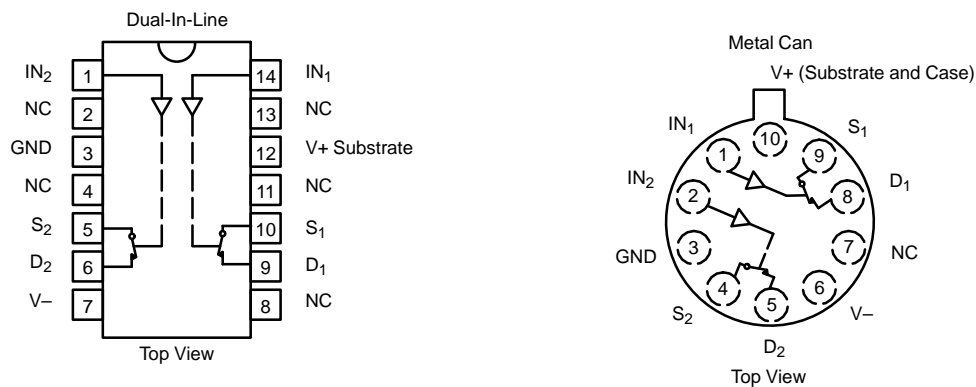 Dual-In-Line
IN2 1 14 IN1
NC 2 13 NC
GND 3 12 V+ Substrate
NC 4 11 NC
S2 5 10 S1
D2 6 9 D1
V– 7 8 NC
Top View
Metal Can
V+ (Substrate and Case)
IN1 10 S1
1 9
IN2 2 8 D1
GND 3 7 NC
4 5 6
S2 V–
D2
Top View